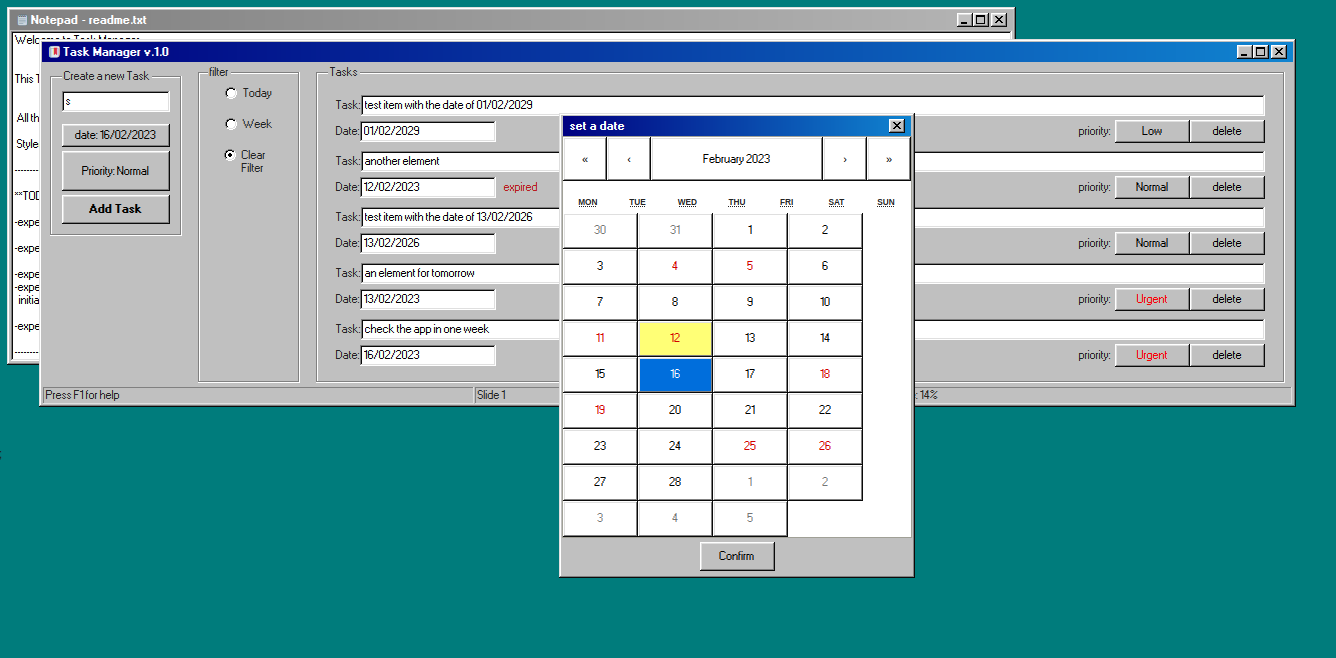 Notepad - readme.txt
Task Manager v.1.0
This
All th
Style
--------
**TOD
-expe
-expe
-expe
-expe
initia
-expe
--------
Create a new Task
s
date: 16/02/2023
Priority: Normal
Add Task
filter
Today
Week
Clear
Filter
Tasks
Task: test item with the date of 01/02/2029
Date: 01/02/2029
priority: Low delete
Task: another element
Date: 12/02/2023 expired
priority: Normal delete
Task: test item with the date of 13/02/2026
Date: 13/02/2026
priority: Normal delete
Task: an element for tomorrow
Date: 13/02/2023
priority: Urgent delete
Task: check the app in one week
Date: 16/02/2023
priority: Urgent delete
Press F1 for help
Slide 1
: 14%
set a date
« ‹ February 2023 › »
MON TUE WED THU FRI SAT SUN
30 31 1 2
3 4 5 6
7 8 9 10
11 12 13 14
15 16 17 18
19 20 21 22
23 24 25 26
27 28 1 2
3 4 5
Confirm